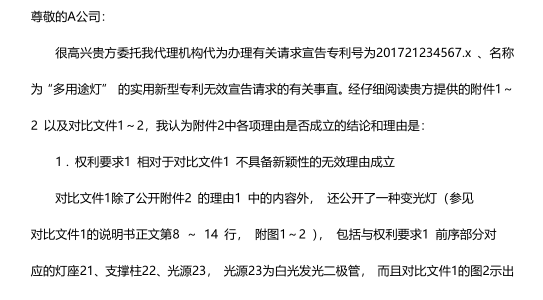 尊敬的A公司：
很高兴贵方委托我代理机构代为办理有关请求宣告专利号为201721234567.x 、名称
为“多用途灯” 的实用新型专利无效宣告请求的有关事直。经仔细阅读贵方提供的附件1～
2 以及对比文件1～2，我认为附件2中各项理由是否成立的结论和理由是：
1 . 权利要求1 相对于对比文件1 不具备新颖性的无效理由成立
对比文件1除了公开附件2 的理由1 中的内容外， 还公开了一种变光灯（参见
对比文件1的说明书正文第8 ～ 14 行， 附图1～2 ）， 包括与权利要求1 前序部分对
应的灯座21、支撑柱22、光源23， 光源23为白光发光二极管， 而且对比文件1的图2示出